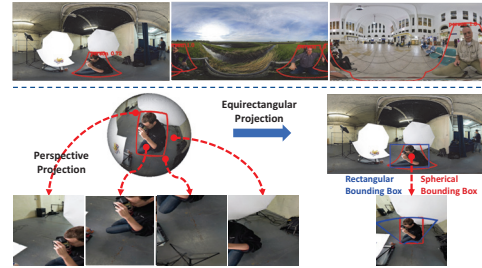 Equirectangular
Projection
Perspective
Projection
Rectangular
Bounding Box
Spherical
Bounding Box